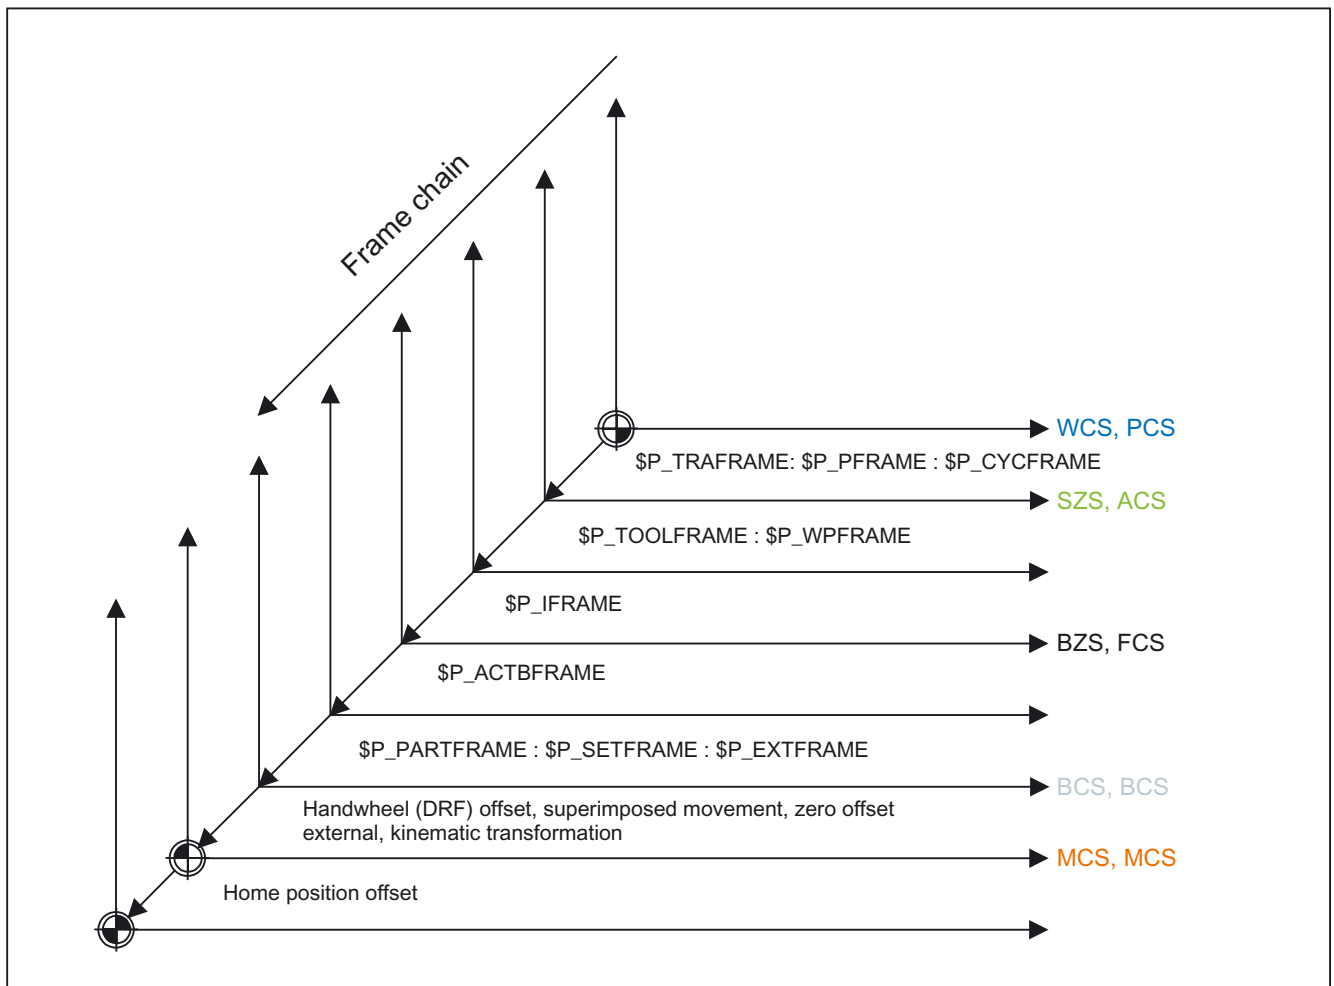 Frame chain
WCS, PCS
$P_TRAFRAME: $P_PFRAME : $P_CYCFRAME
SZS, ACS
$P_TOOLFRAME : $P_WPFRAME
$P_IFRAME
BZS, FCS
$P_ACTBFRAME
$P_PARTFRAME : $P_SETFRAME : $P_EXTFRAME
BCS, BCS
Handwheel (DRF) offset, superimposed movement, zero offset
external, kinematic transformation
MCS, MCS
Home position offset